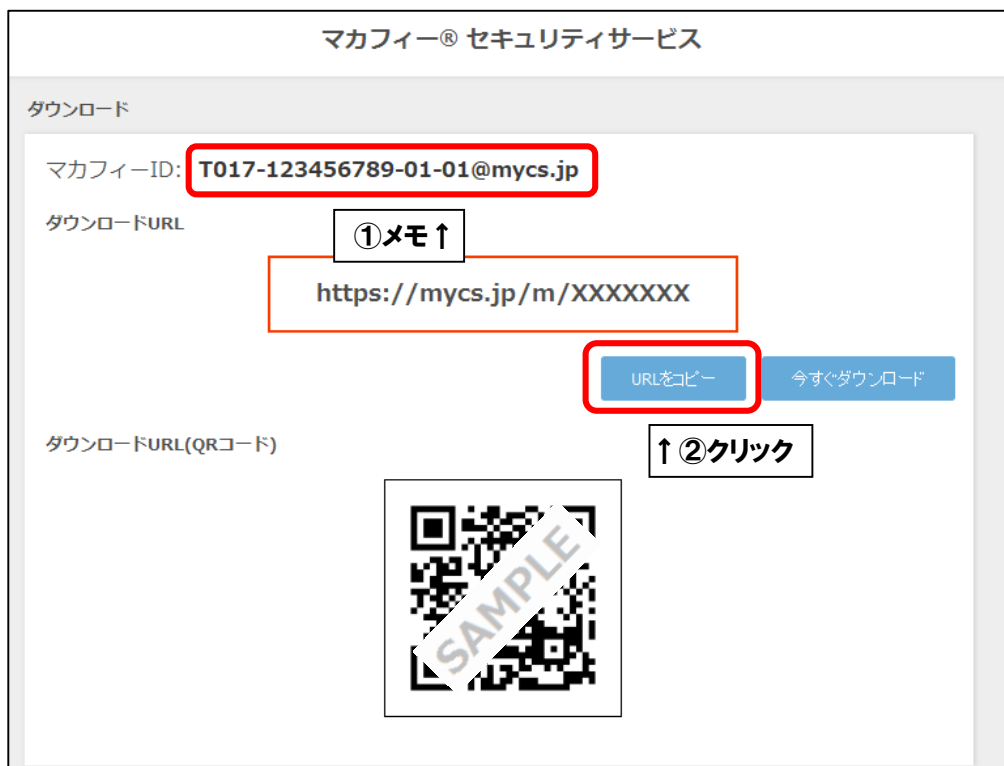 マカフィー® セキュリティサービス
ダウンロード
マカフィーID: T017-123456789-01-01@mycs.jp
ダウンロードURL
①メモ↑
https://mycs.jp/m/XXXXXXX
URLをコピー 今すぐダウンロード
ダウンロードURL(QRコード)
↑②クリック
SAMPLE